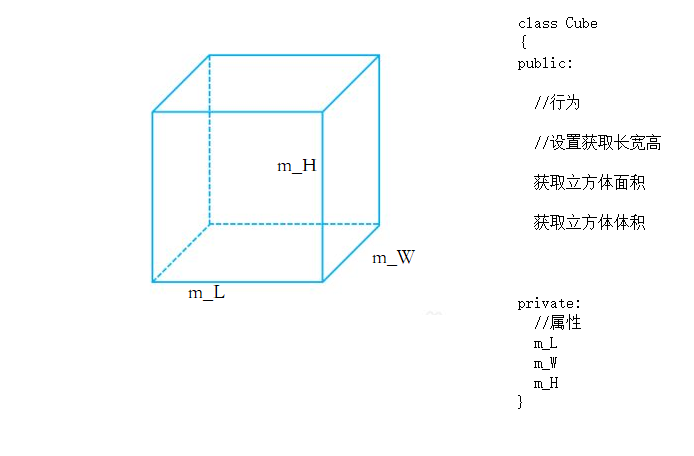 m_H
m_W
m_L
class Cube
{
public:
//行为
//设置获取长宽高
获取立方体面积
获取立方体体积
private:
//属性
m_L
m_W
m_H
}